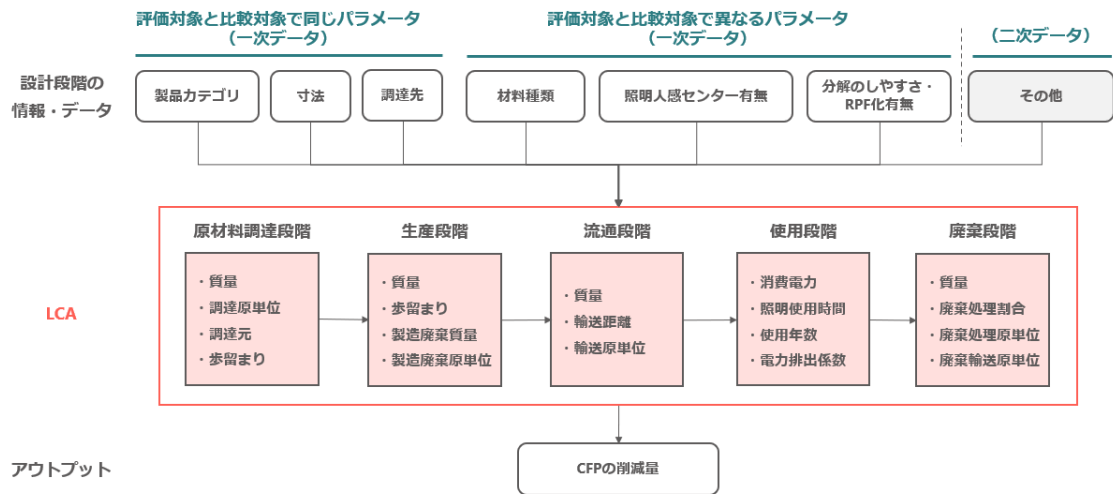 評価対象と比較対象で同じパラメータ
（一次データ）
評価対象と比較対象で異なるパラメータ
（一次データ）
（二次データ）
設計段階の
情報・データ
製品カテゴリ
寸法
調達先
材料種類
照明人感センター有無
分解のしやすさ・
RPF化有無
その他
LCA
原材料調達段階
・質量
・調達原単位
・調達元
・歩留まり
生産段階
・質量
・歩留まり
・製造廃棄質量
・製造廃棄原単位
流通段階
・質量
・輸送距離
・輸送原単位
使用段階
・消費電力
・照明使用時間
・使用年数
・電力排出係数
廃棄段階
・質量
・廃棄処理割合
・廃棄処理原単位
・廃棄輸送原単位
アウトプット
CFPの削減量